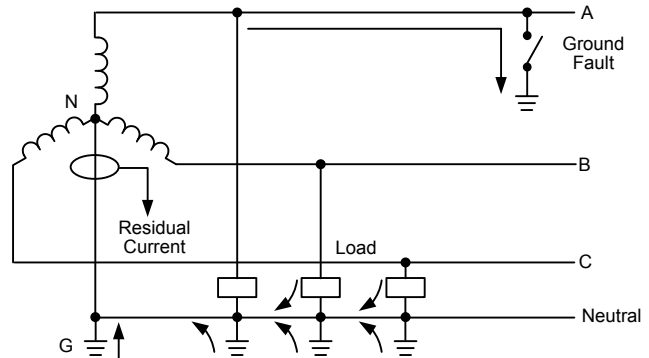 A
Ground
Fault
N
B
Residual
Current
Load
C
Neutral
G